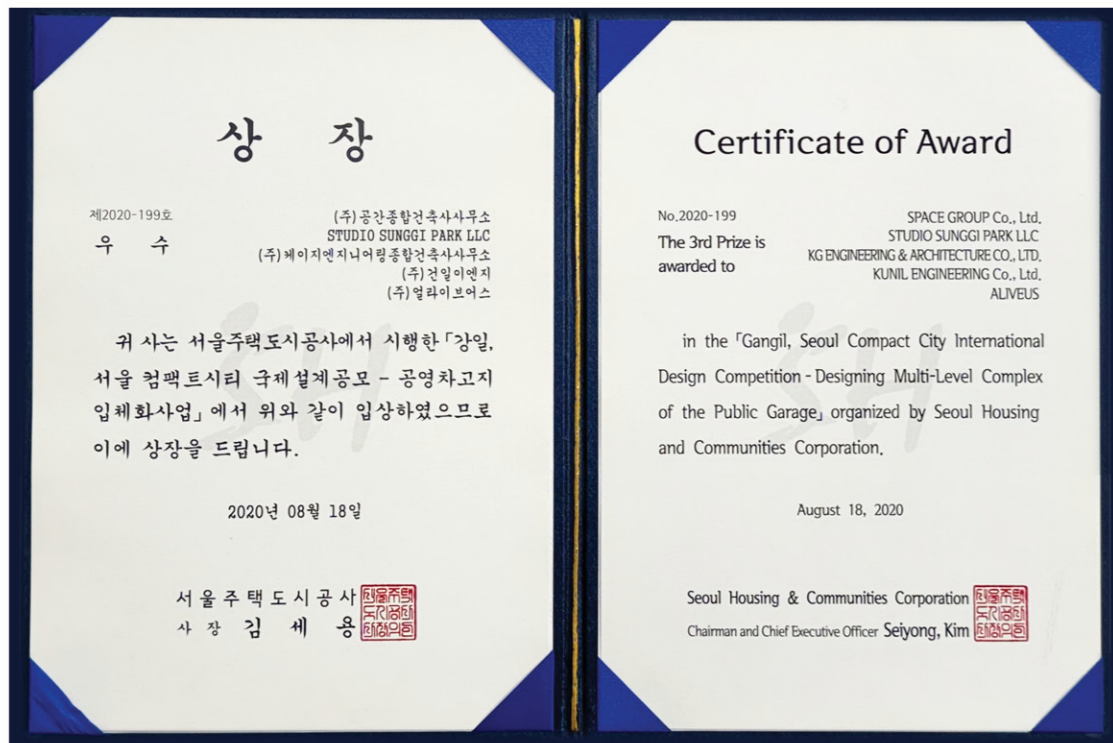 상 장
제2020-199호
우 수
(주)공간종합건축사사무소
STUDIO SUNGGI PARK LLC
(주)케이지엔지니어링종합건축사사무소
(주)건일이엔지
(주)얼라이브어스
귀 사는 서울주택도시공사에서 시행한 「강일,
서울 컴팩트시티 국제설계공모 - 공영차고지
입체화사업」 에서 위와 같이 입상하였으므로
이에 상장을 드립니다.
2020년 08월 18일
서울주택도시공사
사 장 김 세 용
SH
Certificate of Award
No.2020-199
The 3rd Prize is
awarded to
SPACE GROUP Co., Ltd.
STUDIO SUNGGI PARK LLC
KG ENGINEERING & ARCHITECTURE CO., LTD.
KUNIL ENGINEERING Co., Ltd.
ALIVEUS
in the 「Gangil, Seoul Compact City International
Design Competition - Designing Multi-Level Complex
of the Public Garage」 organized by Seoul Housing
and Communities Corporation.
August 18, 2020
Seoul Housing & Communities Corporation
Chairman and Chief Executive Officer Seiyong, Kim
SH